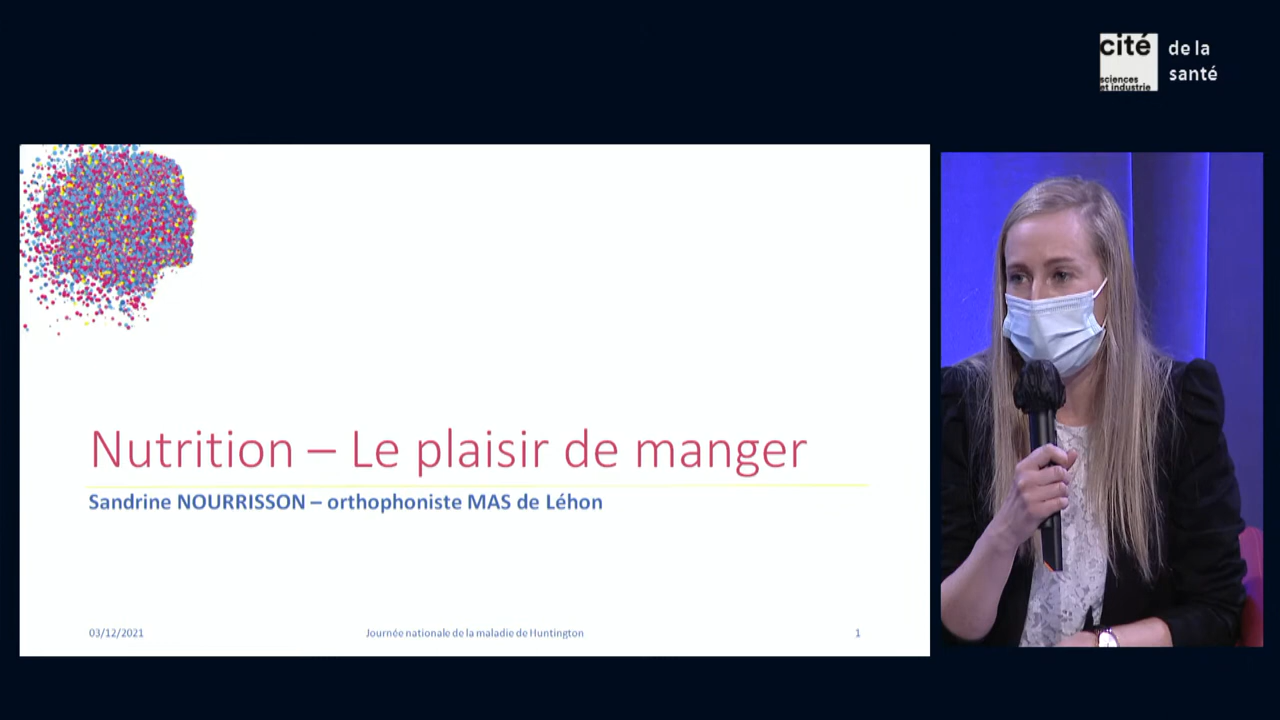 cité
sciences
et industrie
de la
santé
Nutrition – Le plaisir de manger
Sandrine NOURRISSON – orthophoniste MAS de Léhon
03/12/2021
Journée nationale de la maladie de Huntington
1